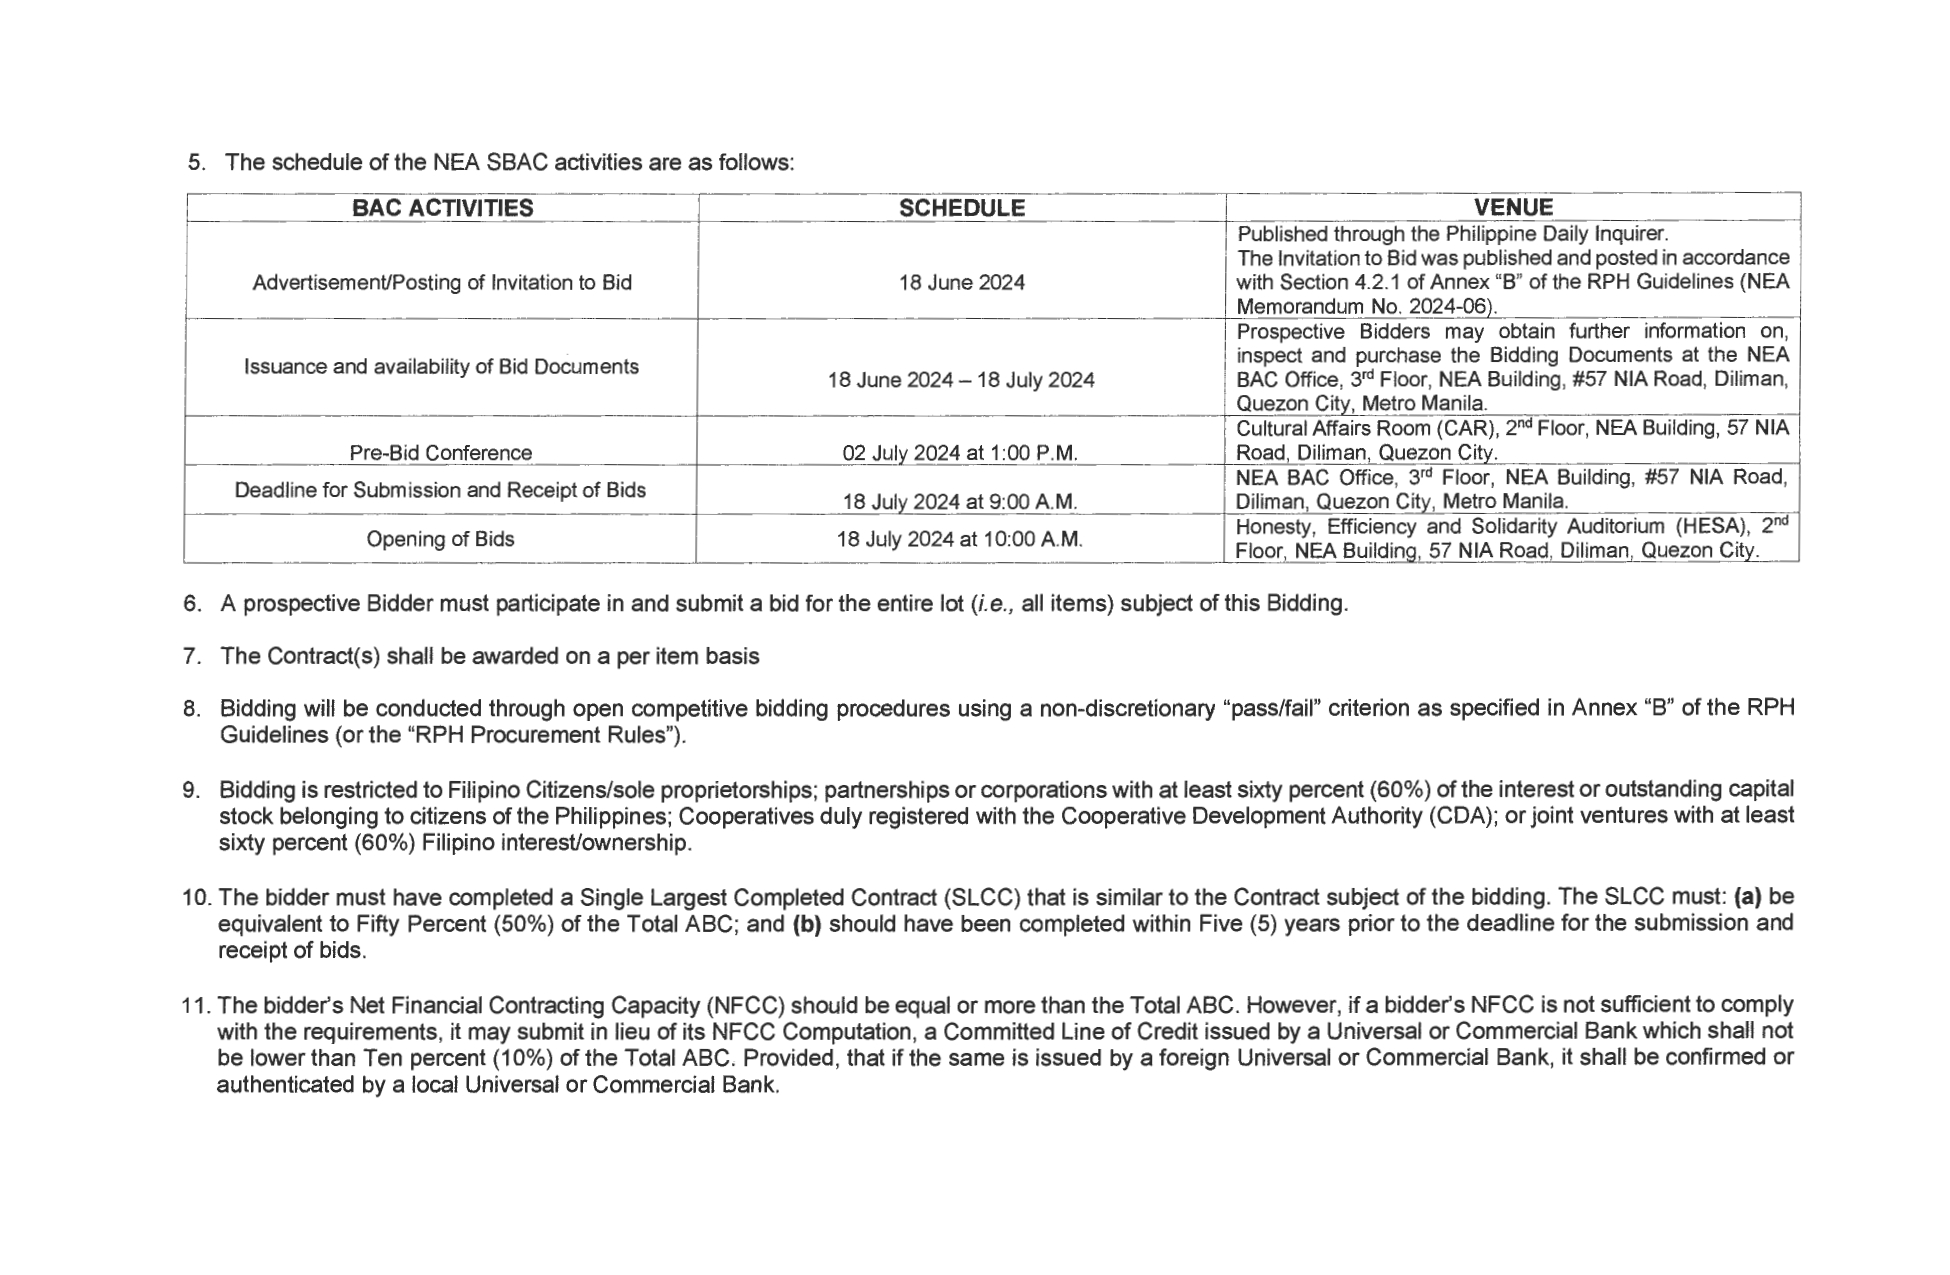 5. The schedule of the NEA SBAC activities are as follows:
BAC ACTIVITIES
SCHEDULE
VENUE
Advertisement/Posting of Invitation to Bid
18 June 2024
Published through the Philippine Daily Inquirer.
The Invitation to Bid was published and posted in accordance
with Section 4.2.1 of Annex “B” of the RPH Guidelines (NEA
Memorandum No. 2024-06).
Issuance and availability of Bid Documents
18 June 2024 – 18 July 2024
Prospective Bidders may obtain further information on,
inspect and purchase the Bidding Documents at the NEA
BAC Office, 3rd Floor, NEA Building, #57 NIA Road, Diliman,
Quezon City, Metro Manila.
Pre-Bid Conference
02 July 2024 at 1:00 P.M.
Cultural Affairs Room (CAR), 2nd Floor, NEA Building, 57 NIA
Road, Diliman, Quezon City.
Deadline for Submission and Receipt of Bids
18 July 2024 at 9:00 A.M.
NEA BAC Office, 3rd Floor, NEA Building, #57 NIA Road,
Diliman, Quezon City, Metro Manila.
Opening of Bids
18 July 2024 at 10:00 A.M.
Honesty, Efficiency and Solidarity Auditorium (HESA), 2nd
Floor, NEA Building, 57 NIA Road, Diliman, Quezon City.
6. A prospective Bidder must participate in and submit a bid for the entire lot (i.e., all items) subject of this Bidding.
7. The Contract(s) shall be awarded on a per item basis
8. Bidding will be conducted through open competitive bidding procedures using a non-discretionary “pass/fail” criterion as specified in Annex “B” of the RPH
Guidelines (or the “RPH Procurement Rules”).
9. Bidding is restricted to Filipino Citizens/sole proprietorships; partnerships or corporations with at least sixty percent (60%) of the interest or outstanding capital
stock belonging to citizens of the Philippines; Cooperatives duly registered with the Cooperative Development Authority (CDA); or joint ventures with at least
sixty percent (60%) Filipino interest/ownership.
10. The bidder must have completed a Single Largest Completed Contract (SLCC) that is similar to the Contract subject of the bidding. The SLCC must: (a) be
equivalent to Fifty Percent (50%) of the Total ABC; and (b) should have been completed within Five (5) years prior to the deadline for the submission and
receipt of bids.
11. The bidder's Net Financial Contracting Capacity (NFCC) should be equal or more than the Total ABC. However, if a bidder's NFCC is not sufficient to comply
with the requirements, it may submit in lieu of its NFCC Computation, a Committed Line of Credit issued by a Universal or Commercial Bank which shall not
be lower than Ten percent (10%) of the Total ABC. Provided, that if the same is issued by a foreign Universal or Commercial Bank, it shall be confirmed or
authenticated by a local Universal or Commercial Bank.